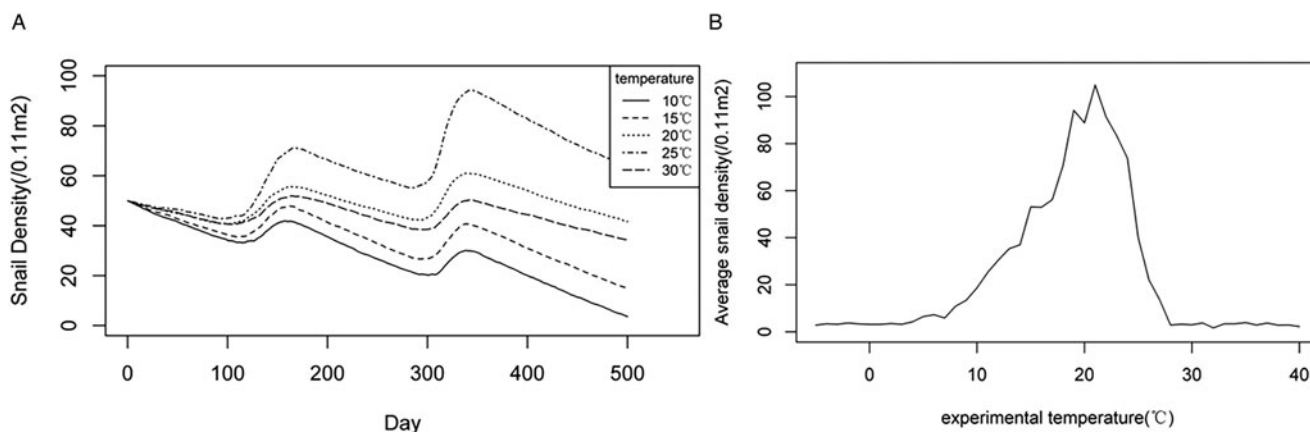 A
Snail Density(/0.11m2)
100
80
60
40
20
0
temperature
10℃
15℃
20℃
25℃
30℃
0 100 200 300 400 500
Day
B
Average snail density(/0.11m2)
100
80
60
40
20
0
0 10 20 30 40
experimental temperature(℃)